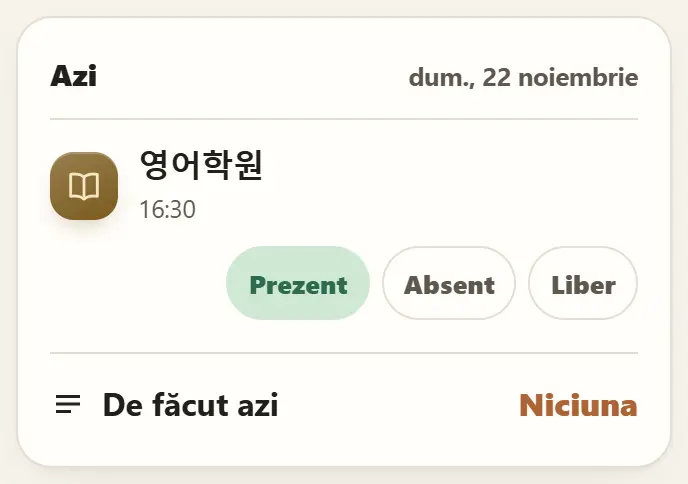 Azi
dum., 22 noiembrie
영어학원
16:30
Prezent
Absent
Liber
De făcut azi
Niciuna